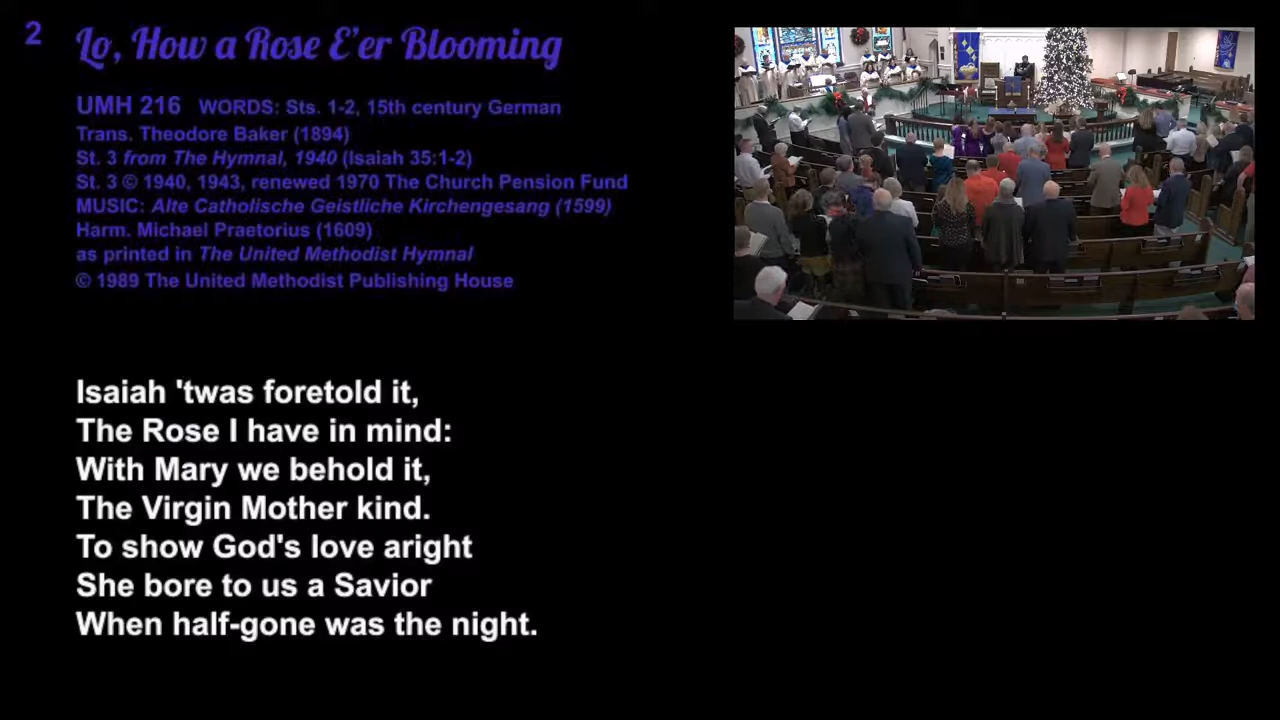 2
Lo, How a Rose E'er Blooming
UMH 216 WORDS: Sts. 1-2, 15th century German
Trans. Theodore Baker (1894)
St. 3 from The Hymnal, 1940 (Isaiah 35:1-2)
St. 3 © 1940, 1943, renewed 1970 The Church Pension Fund
MUSIC: Alte Catholische Geistliche Kirchengesang (1599)
Harm. Michael Praetorius (1609)
as printed in The United Methodist Hymnal
© 1989 The United Methodist Publishing House
Isaiah 'twas foretold it,
The Rose I have in mind:
With Mary we behold it,
The Virgin Mother kind.
To show God's love aright
She bore to us a Savior
When half-gone was the night.